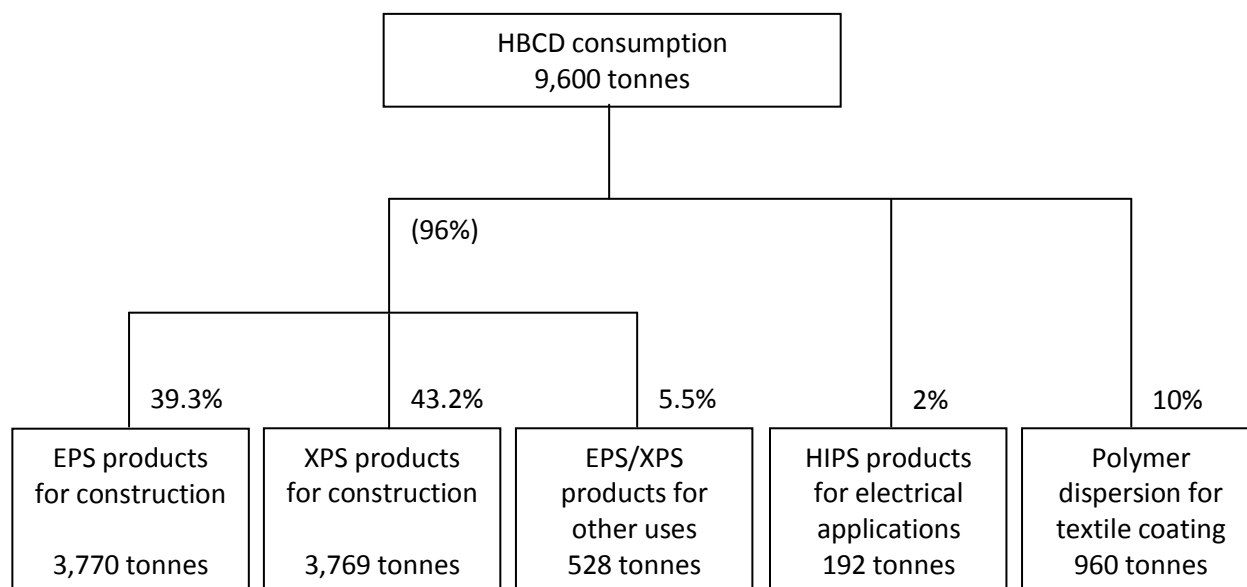 HBCD consumption
9,600 tonnes
(96%)
39.3%
43.2%
5.5%
2%
10%
EPS products
for construction
3,770 tonnes
XPS products
for construction
3,769 tonnes
EPS/XPS
products for
other uses
528 tonnes
HIPS products
for electrical
applications
192 tonnes
Polymer
dispersion for
textile coating
960 tonnes